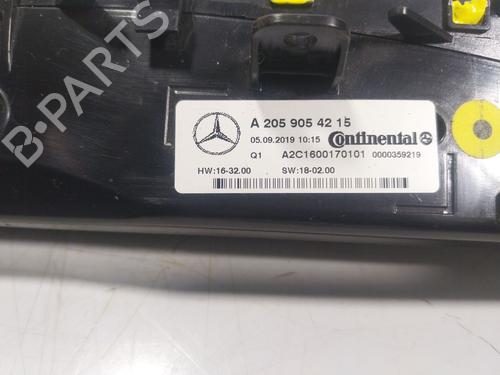 A 205 905 42 15
05.09.2019 10:15 Continental
Q1 A2C1600170101 0000359219
HW:16-32.00 SW:18-02.00
B-PARTS